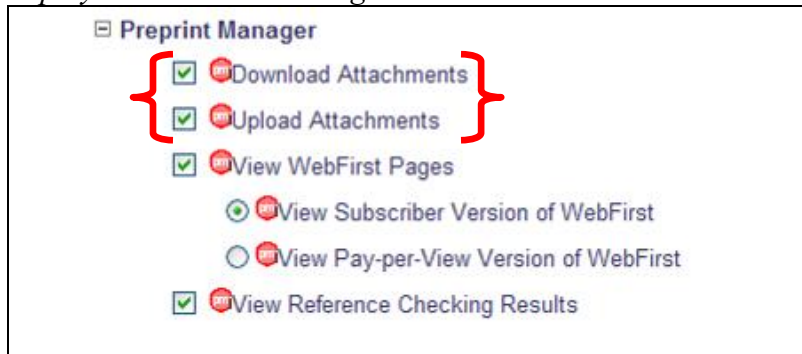 Preprint Manager
Download Attachments
Upload Attachments
View WebFirst Pages
View Subscriber Version of WebFirst
View Pay-per-View Version of WebFirst
View Reference Checking Results